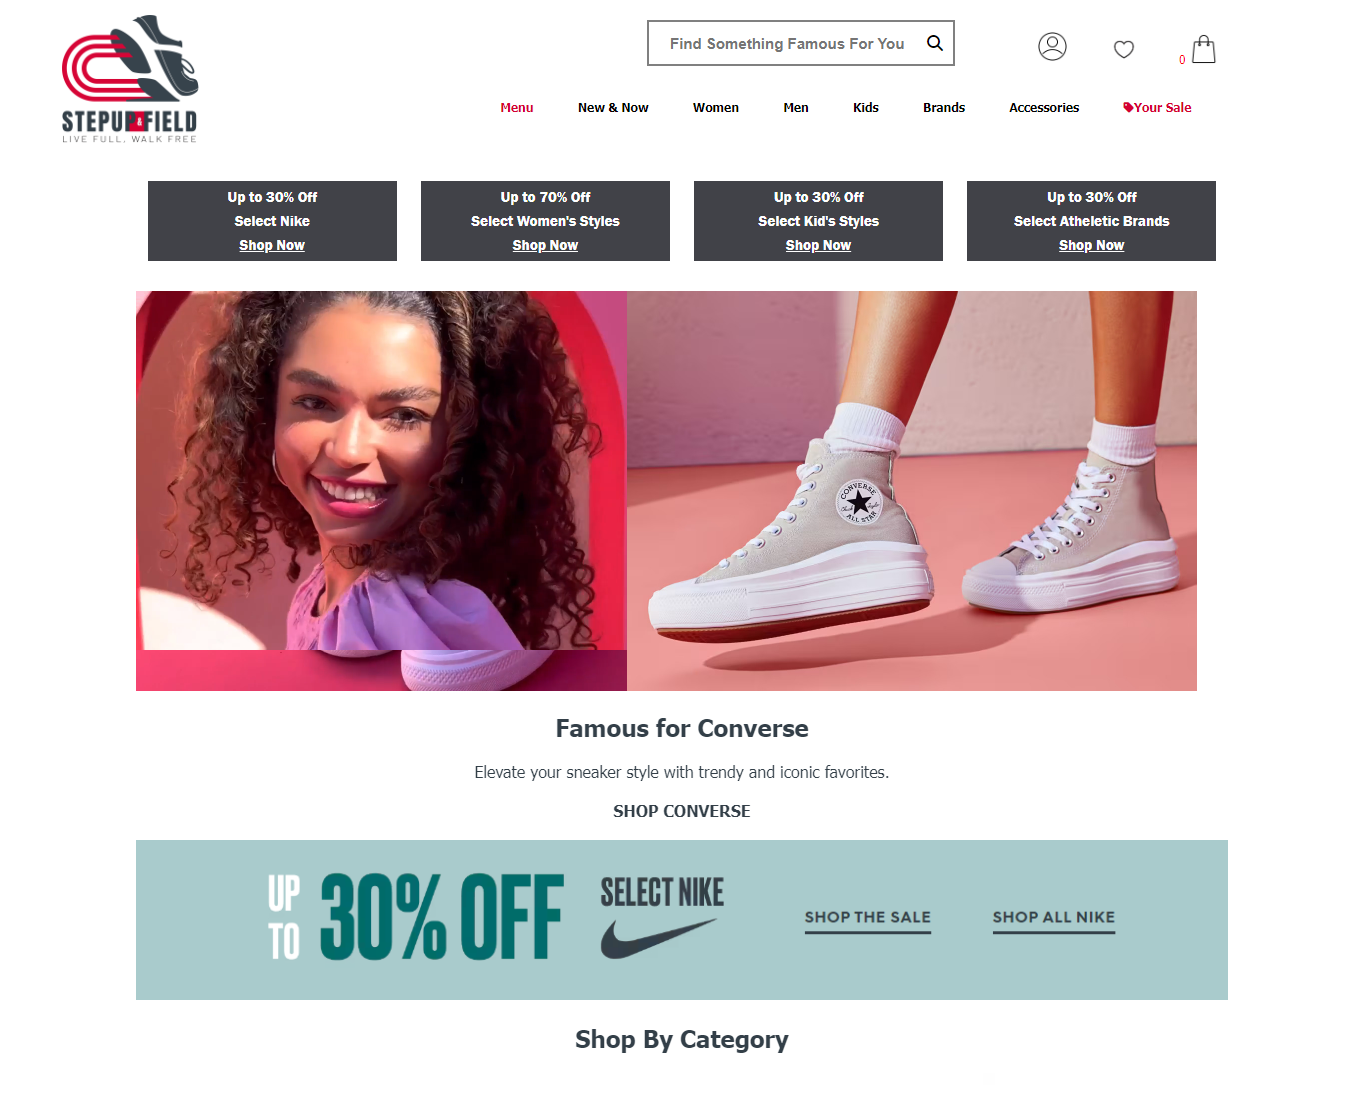 STEPUP&FIELD
LIVE FULL, WALK FREE
Find Something Famous For You
0
Menu New & Now Women Men Kids Brands Accessories Your Sale
Up to 30% Off
Select Nike
Shop Now
Up to 70% Off
Select Women's Styles
Shop Now
Up to 30% Off
Select Kid's Styles
Shop Now
Up to 30% Off
Select Atheletic Brands
Shop Now
CONVERSE
ALL STAR
Famous for Converse
Elevate your sneaker style with trendy and iconic favorites.
SHOP CONVERSE
UP TO
30% OFF
SELECT NIKE
SHOP THE SALE
SHOP ALL NIKE
Shop By Category